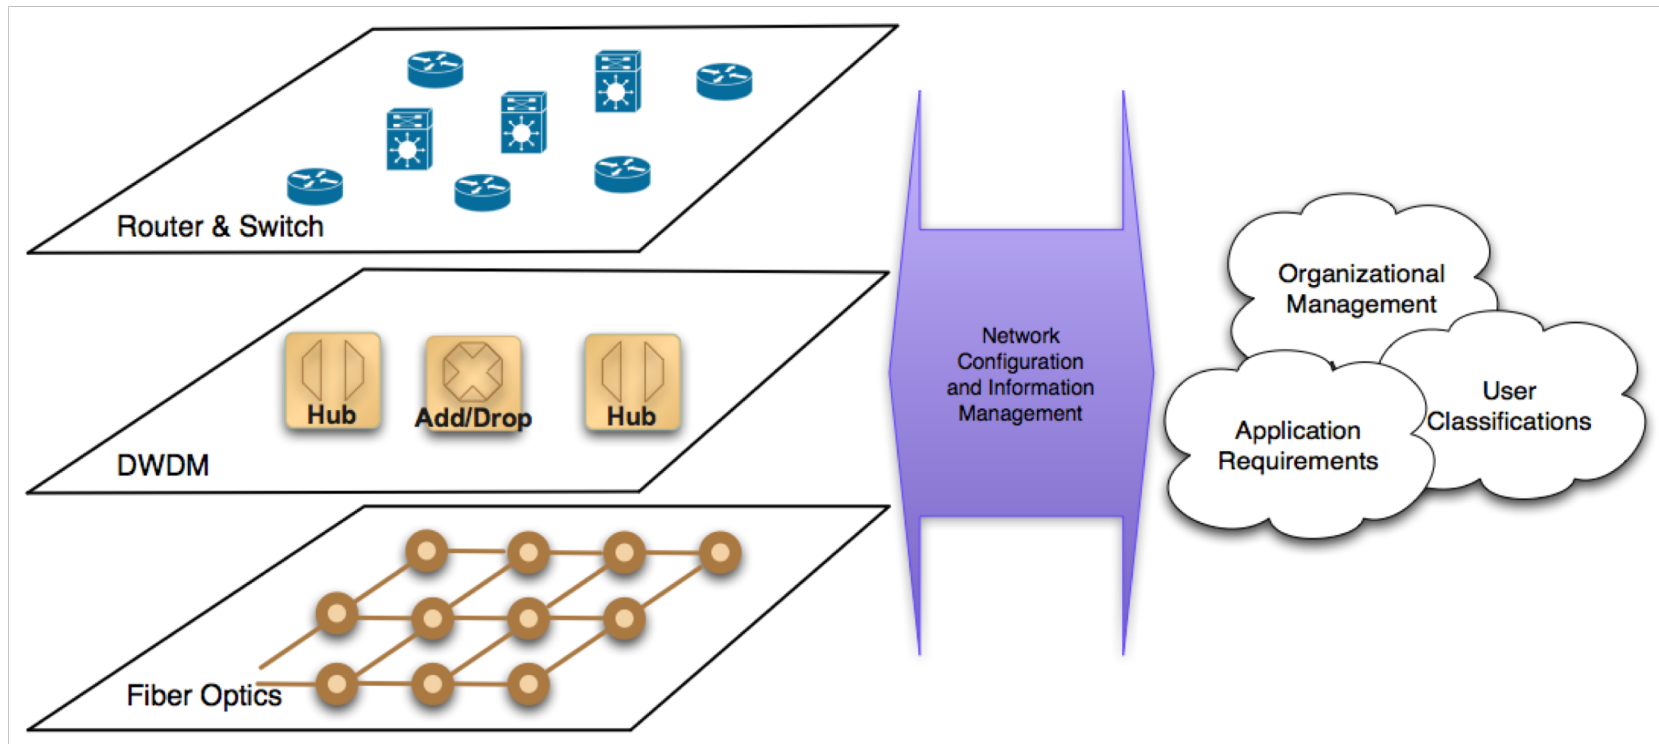 Router & Switch
Hub
Add/Drop
Hub
DWDM
Fiber Optics
Network
Configuration
and Information
Management
Organizational
Management
User
Classifications
Application
Requirements